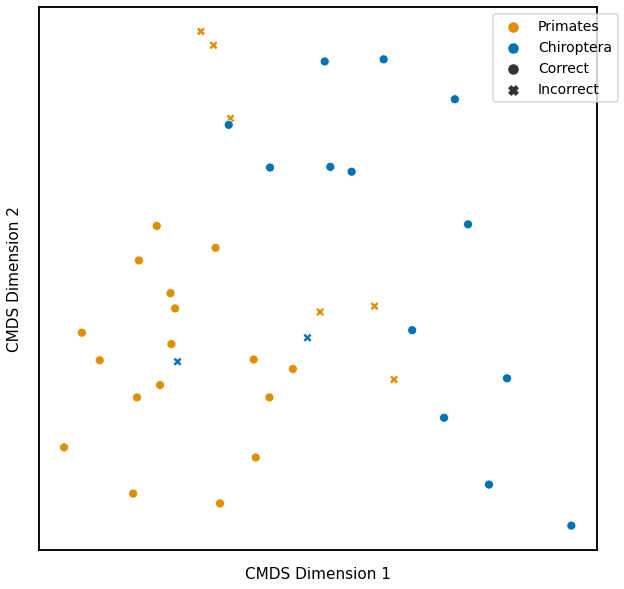 Primates
Chiroptera
Correct
Incorrect
CMDS Dimension 2
CMDS Dimension 1